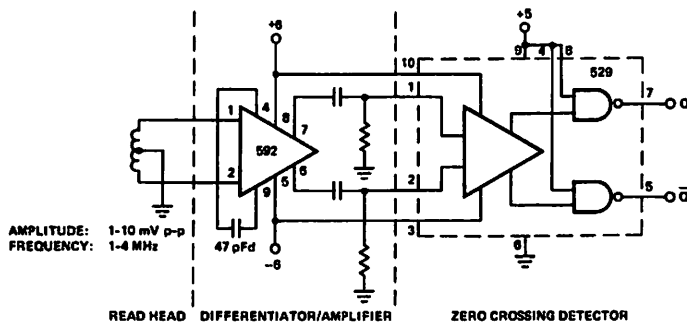 +6
+5
9 4 8
529
10
1
7
Q
1
4
8
7
592
2
6
5
9
2
5
Q̅
3
6
47 pFd
-6
AMPLITUDE: 1-10 mV p-p
FREQUENCY: 1-4 MHz
READ HEAD DIFFERENTIATOR/AMPLIFIER ZERO CROSSING DETECTOR